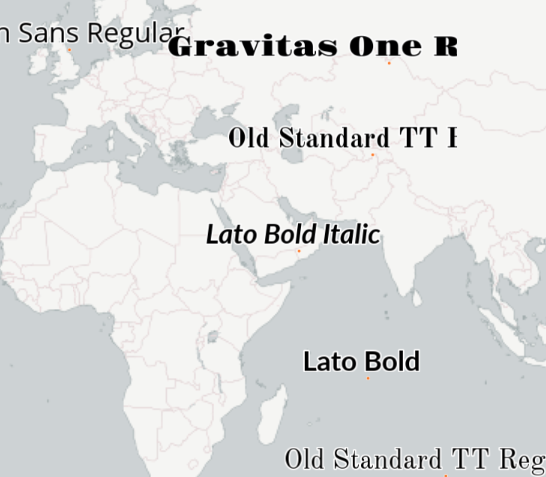 n Sans Regular
Gravitas One R
Old Standard TT
Lato Bold Italic
Lato Bold
Old Standard TT Reg